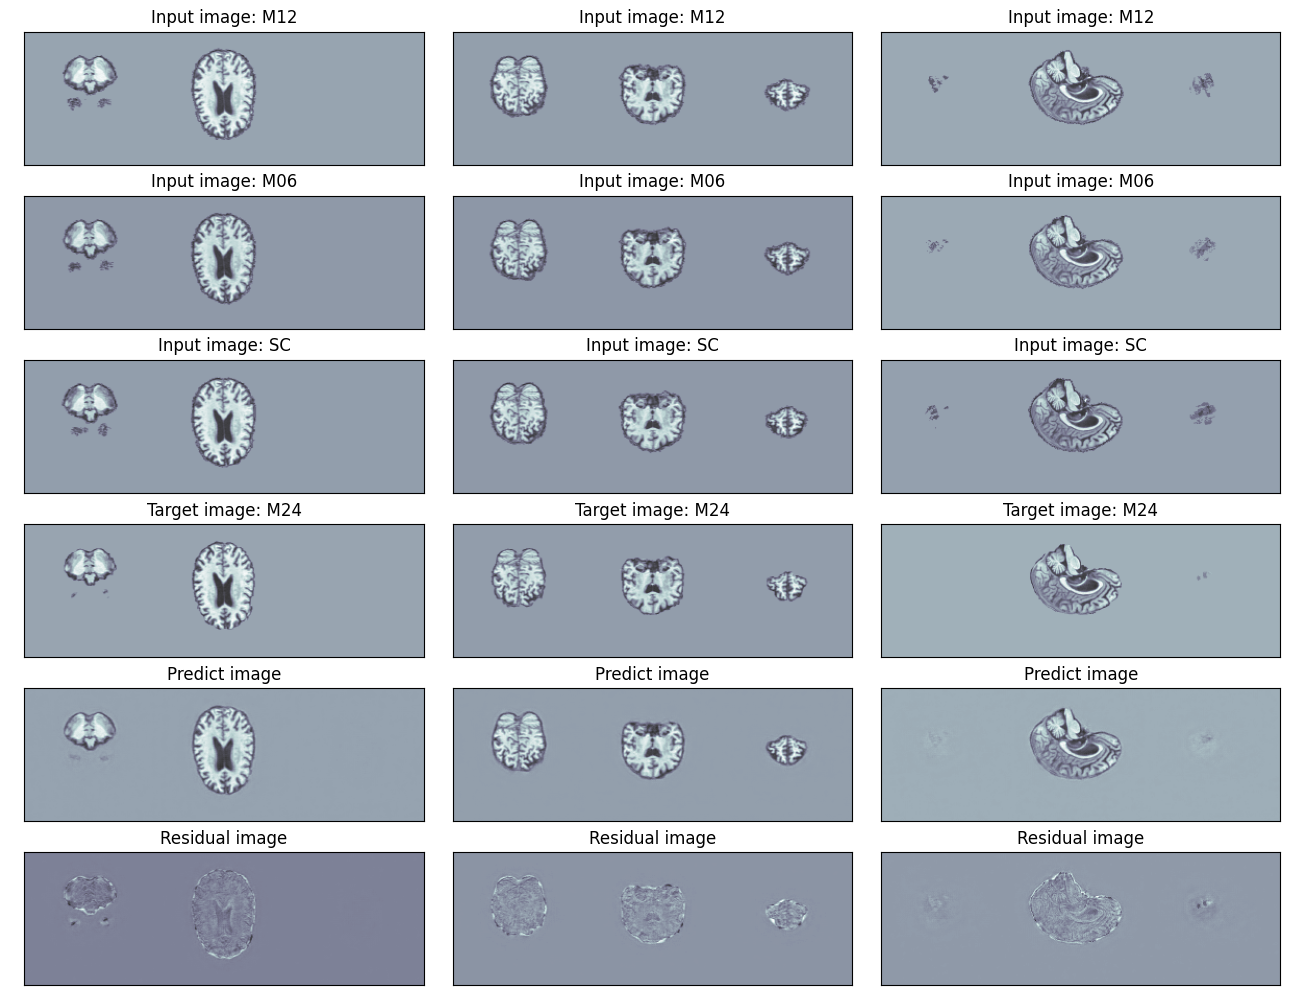 Input image: M12 Input image: M12 Input image: M12
Input image: M06 Input image: M06 Input image: M06
Input image: SC Input image: SC Input image: SC
Target image: M24 Target image: M24 Target image: M24
Predict image Predict image Predict image
Residual image Residual image Residual image